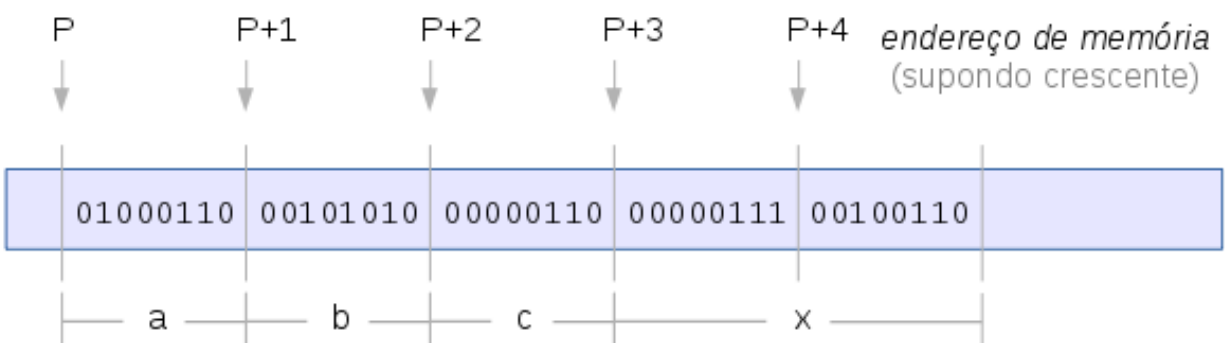 P P+1 P+2 P+3 P+4 endereço de memória
(supondo crescente)
01000110 00101010 00000110 00000111 00100110
a b c x